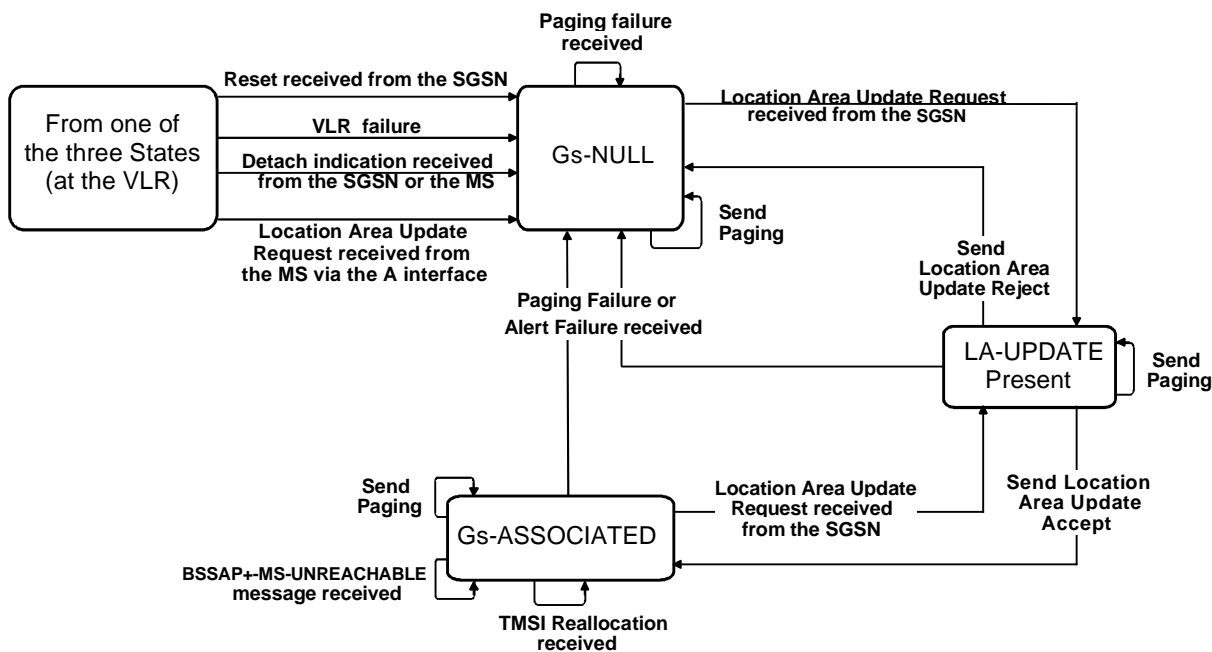 Paging failure
received
Reset received from the SGSN
VLR failure
Detach indication received
from the SGSN or the MS
Location Area Update
Request received from
the MS via the A interface
From one of
the three States
(at the VLR)
Gs-NULL
Location Area Update Request
received from the SGSN
Send
Paging
Send
Location Area
Update Reject
Paging Failure or
Alert Failure received
LA-UPDATE
Present
Send
Paging
Send
Paging
Gs-ASSOCIATED
Location Area Update
Request received
from the SGSN
Send Location
Area Update
Accept
BSSAP+-MS-UNREACHABLE
message received
TMSI Reallocation
received